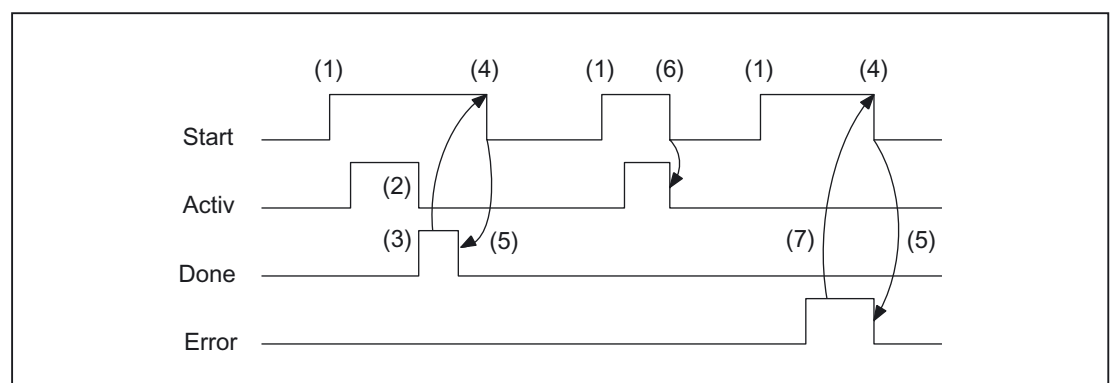 (1) (4) (1) (6) (1) (4)
Start
(2)
Activ
(3) (5) (7) (5)
Done
Error